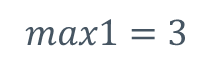 max1 = 3